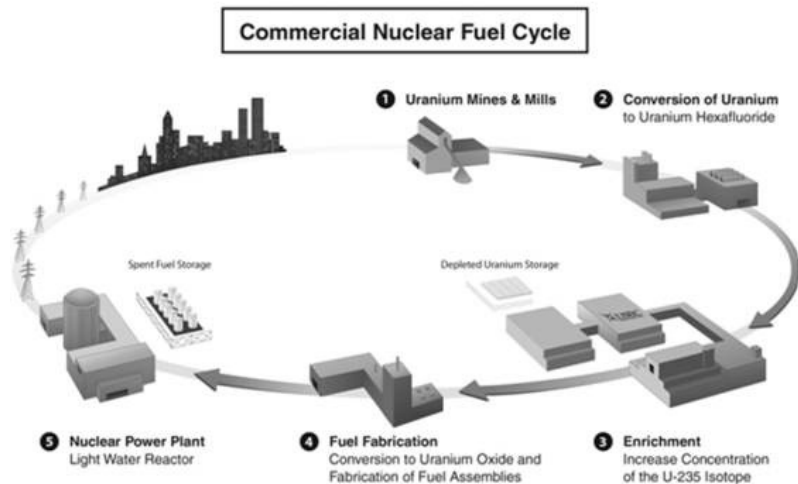 Commercial Nuclear Fuel Cycle
1 Uranium Mines & Mills
2 Conversion of Uranium
to Uranium Hexafluoride
Spent Fuel Storage
Depleted Uranium Storage
USEC
5 Nuclear Power Plant
Light Water Reactor
4 Fuel Fabrication
Conversion to Uranium Oxide and
Fabrication of Fuel Assemblies
3 Enrichment
Increase Concentration
of the U-235 Isotope